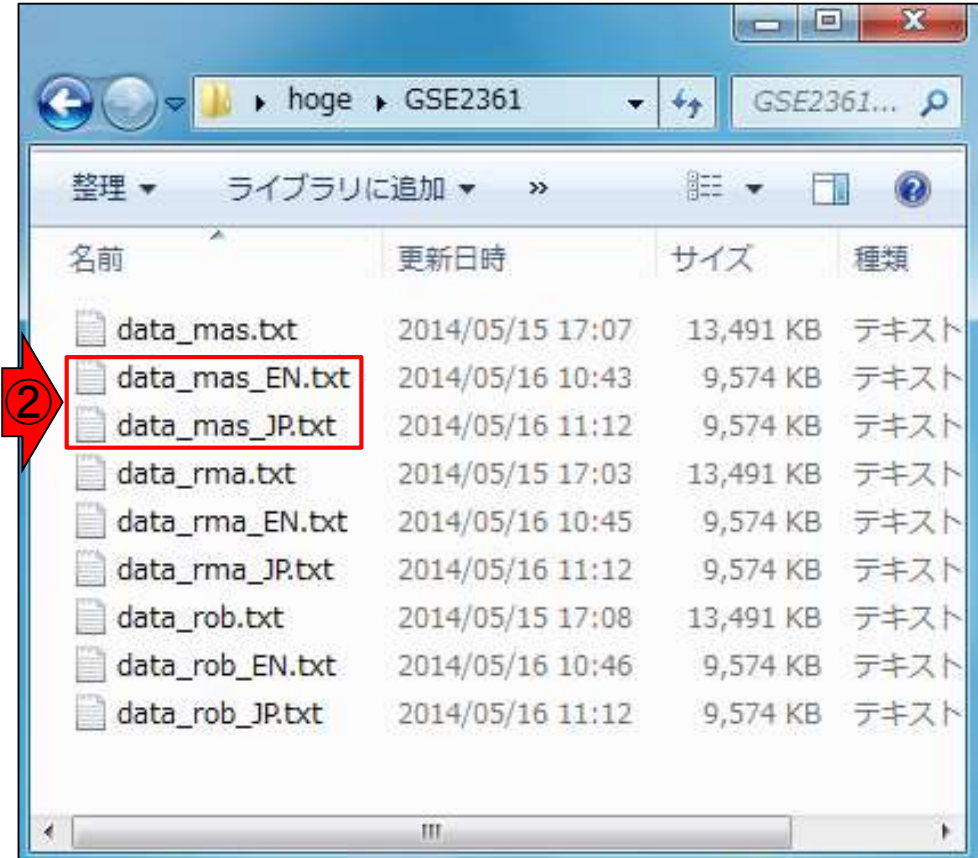 hoge GSE2361 GSE2361...
整理 ライブラリに追加 »
名前 更新日時 サイズ 種類
data_mas.txt 2014/05/15 17:07 13,491 KB テキスト
data_mas_EN.txt 2014/05/16 10:43 9,574 KB テキスト
② data_mas_JP.txt 2014/05/16 11:12 9,574 KB テキスト
data_rma.txt 2014/05/15 17:03 13,491 KB テキスト
data_rma_EN.txt 2014/05/16 10:45 9,574 KB テキスト
data_rma_JP.txt 2014/05/16 11:12 9,574 KB テキスト
data_rob.txt 2014/05/15 17:08 13,491 KB テキスト
data_rob_EN.txt 2014/05/16 10:46 9,574 KB テキスト
data_rob_JP.txt 2014/05/16 11:12 9,574 KB テキスト